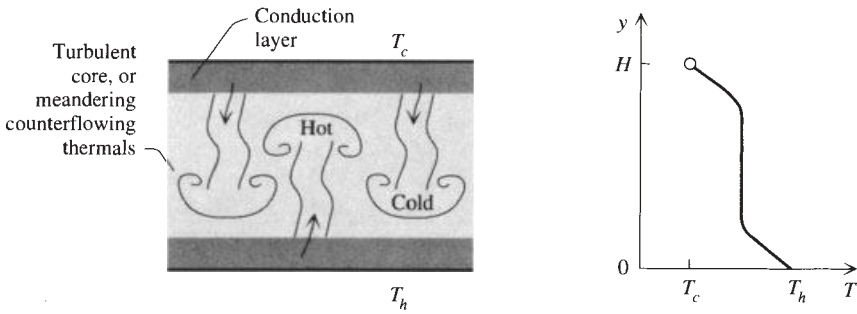 Conduction
layer
Turbulent
core, or
meandering
counterflowing
thermals
T_c
Hot
Cold
T_h
y
H
0
T_c
T_h
T